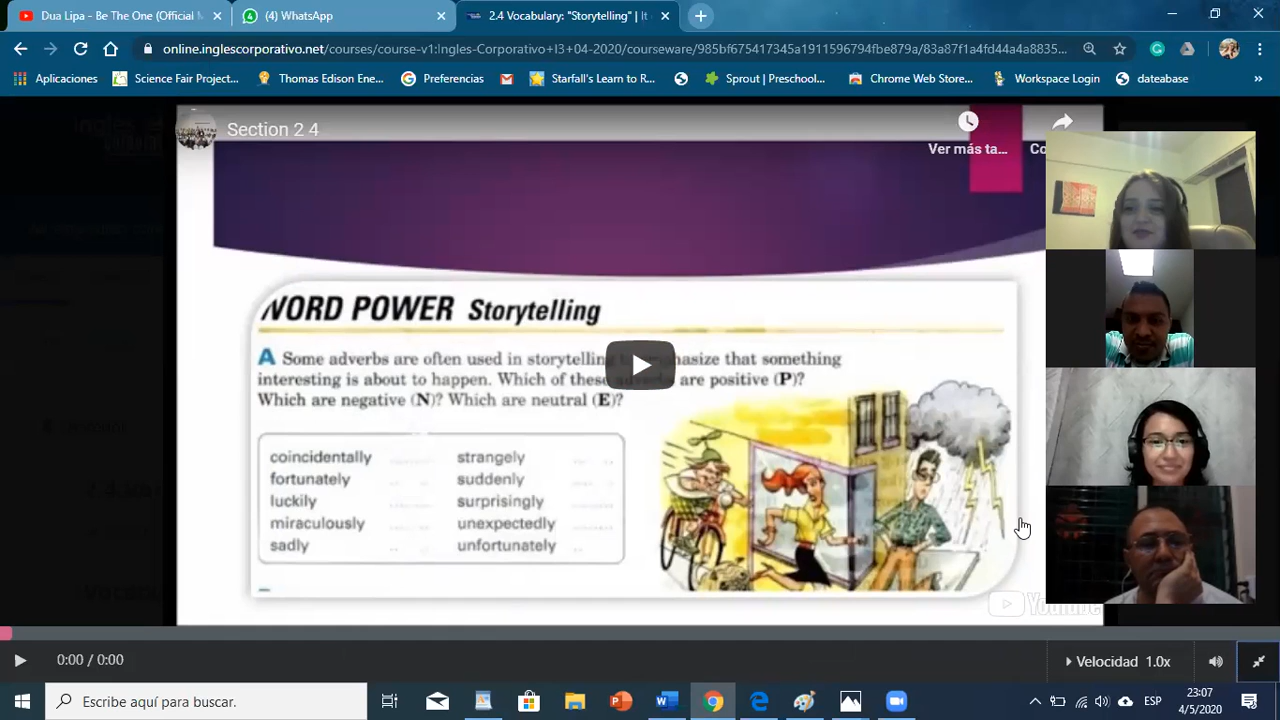 Dua Lipa - Be The One (Official M
(4) WhatsApp
2.4 Vocabulary: "Storytelling" | It
online.inglescorporativo.net/courses/course-v1:Ingles-Corporativo+I3+04-2020/courseware/985bf675417345a1911596794fbe879a/83a87f1a4fd44a4a8835...
Aplicaciones
Science Fair Project...
Thomas Edison Ene...
Preferencias
Starfall's Learn to R...
Sprout | Preschool...
Chrome Web Store...
Workspace Login
dateabase
»
Section 2 4
Ver más ta...
Co
WORD POWER Storytelling
A Some adverbs are often used in storytelling to emphasize that something
interesting is about to happen. Which of these adverbs are positive (P)?
Which are negative (N)? Which are neutral (E)?
coincidentally strangely
fortunately suddenly
luckily surprisingly
miraculously unexpectedly
sadly unfortunately
YouTube
0:00 / 0:00
Velocidad 1.0x
Escribe aquí para buscar.
ESP
23:07
4/5/2020